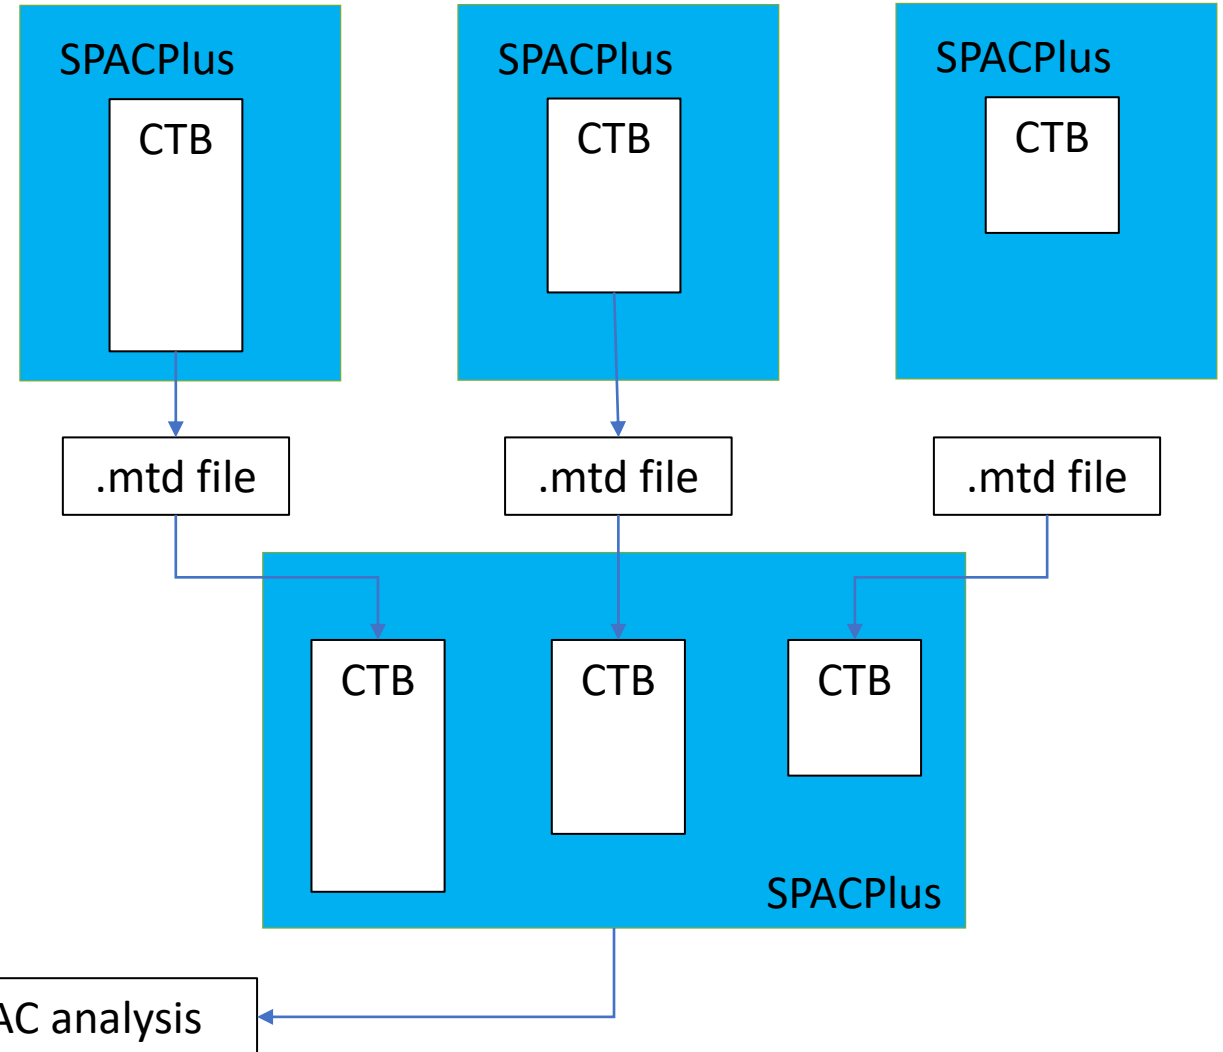 SPACPlus
SPACPlus
SPACPlus
CTB
CTB
CTB
.mtd file
.mtd file
.mtd file
CTB
CTB
CTB
SPACPlus
AC analysis